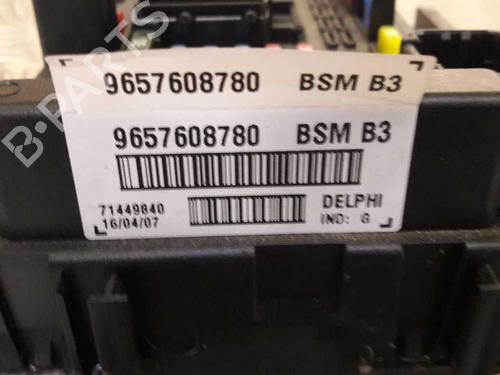 9657608780 BSM B3
9657608780 BSM B3
71449840
16/04/07
DELPHI
IND: G
B-PARTS